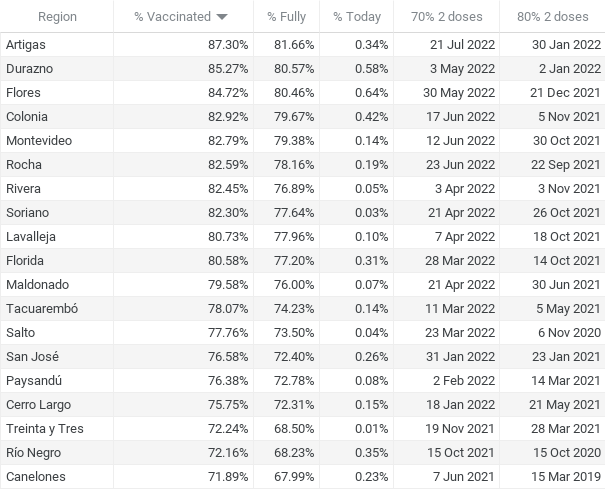 Region % Vaccinated % Fully % Today 70% 2 doses 80% 2 doses
Artigas 87.30% 81.66% 0.34% 21 Jul 2022 30 Jan 2022
Durazno 85.27% 80.57% 0.58% 3 May 2022 2 Jan 2022
Flores 84.72% 80.46% 0.64% 30 May 2022 21 Dec 2021
Colonia 82.92% 79.67% 0.42% 17 Jun 2022 5 Nov 2021
Montevideo 82.79% 79.38% 0.14% 12 Jun 2022 30 Oct 2021
Rocha 82.59% 78.16% 0.19% 23 Jun 2022 22 Sep 2021
Rivera 82.45% 76.89% 0.05% 3 Apr 2022 3 Nov 2021
Soriano 82.30% 77.64% 0.03% 21 Apr 2022 26 Oct 2021
Lavalleja 80.73% 77.96% 0.10% 7 Apr 2022 18 Oct 2021
Florida 80.58% 77.20% 0.31% 28 Mar 2022 14 Oct 2021
Maldonado 79.58% 76.00% 0.07% 21 Apr 2022 30 Jun 2021
Tacuarembó 78.07% 74.23% 0.14% 11 Mar 2022 5 May 2021
Salto 77.76% 73.50% 0.04% 23 Mar 2022 6 Nov 2020
San José 76.58% 72.40% 0.26% 31 Jan 2022 23 Jan 2021
Paysandú 76.38% 72.78% 0.08% 2 Feb 2022 14 Mar 2021
Cerro Largo 75.75% 72.31% 0.15% 18 Jan 2022 21 May 2021
Treinta y Tres 72.24% 68.50% 0.01% 19 Nov 2021 28 Mar 2021
Río Negro 72.16% 68.23% 0.35% 15 Oct 2021 15 Oct 2020
Canelones 71.89% 67.99% 0.23% 7 Jun 2021 15 Mar 2019